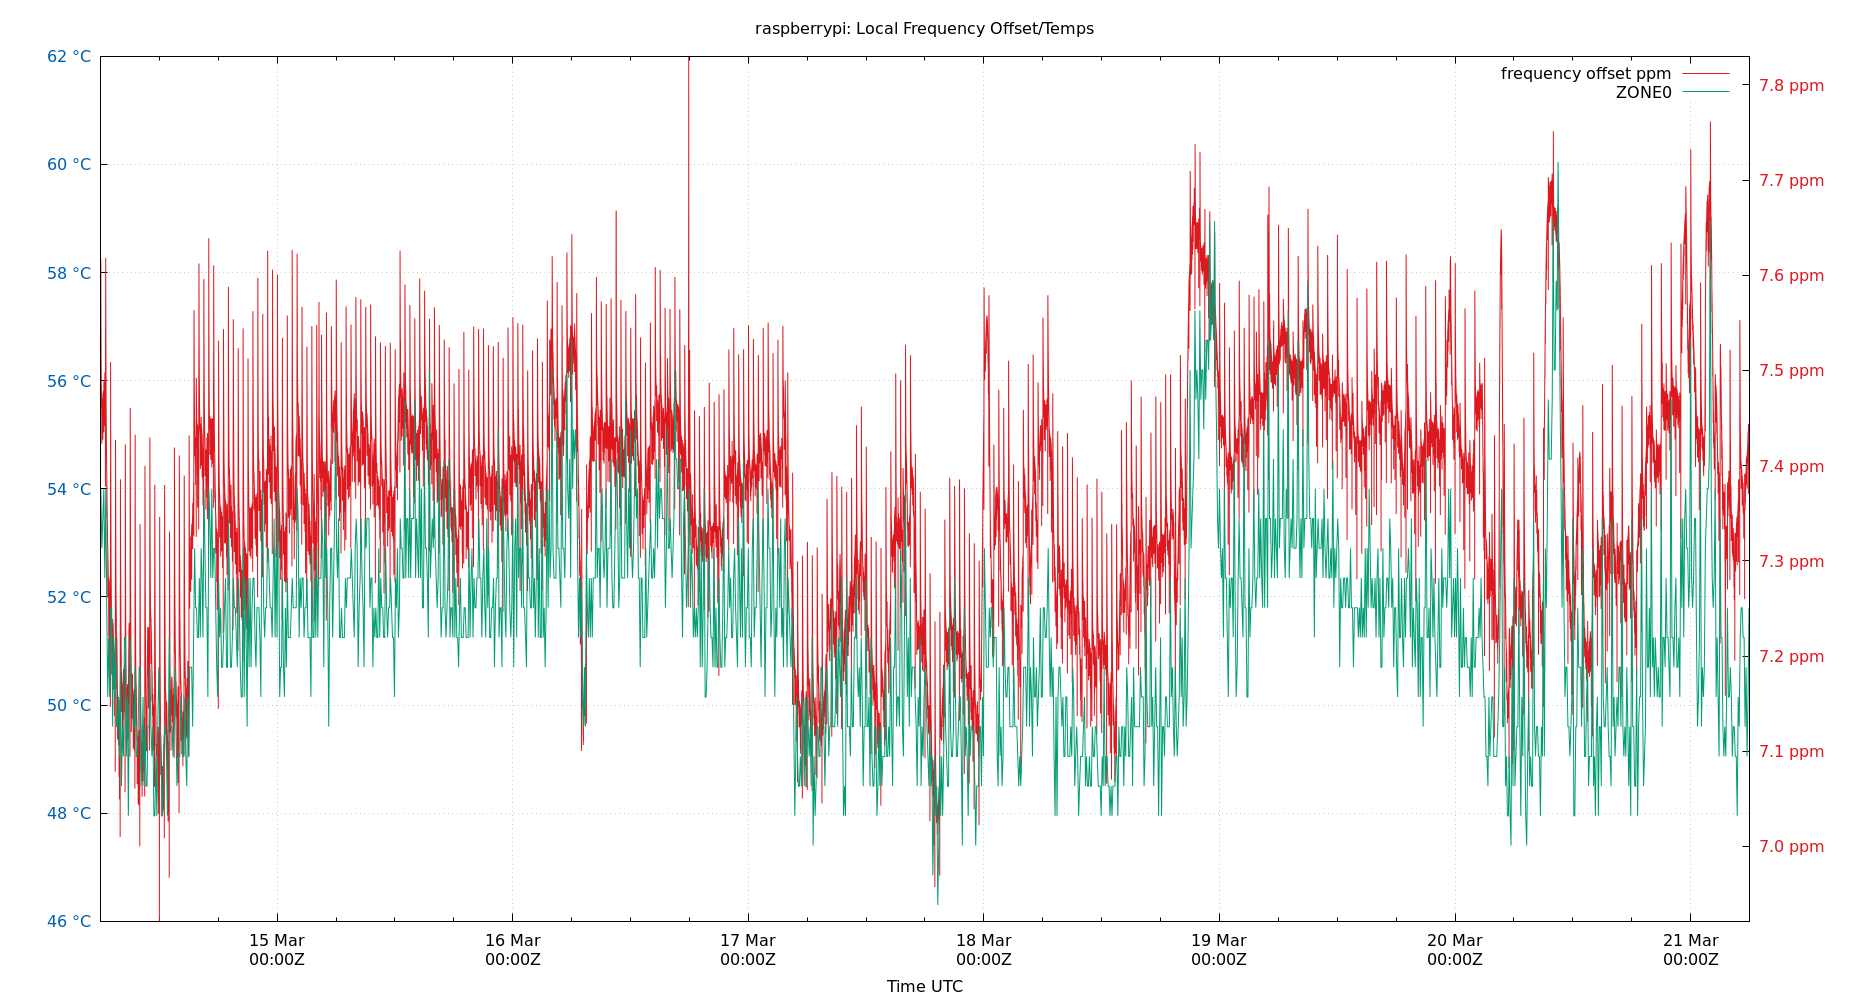 raspberrypi: Local Frequency Offset/Temps
62 °C
60 °C
58 °C
56 °C
54 °C
52 °C
50 °C
48 °C
46 °C
frequency offset ppm
ZONE0
7.8 ppm
7.7 ppm
7.6 ppm
7.5 ppm
7.4 ppm
7.3 ppm
7.2 ppm
7.1 ppm
7.0 ppm
15 Mar 16 Mar 17 Mar 18 Mar 19 Mar 20 Mar 21 Mar
00:00Z 00:00Z 00:00Z 00:00Z 00:00Z 00:00Z 00:00Z
Time UTC